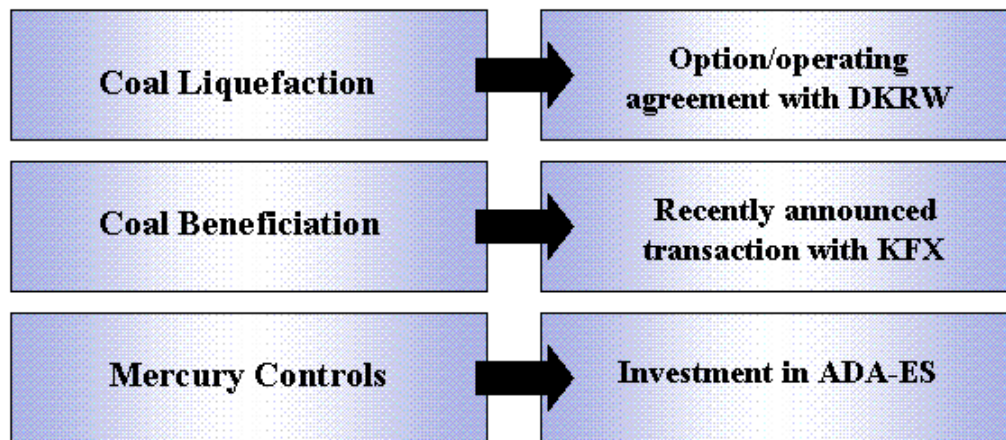 Coal Liquefaction
Option/operating
agreement with DKRW
Coal Beneficiation
Recently announced
transaction with KFX
Mercury Controls
Investment in ADA-ES